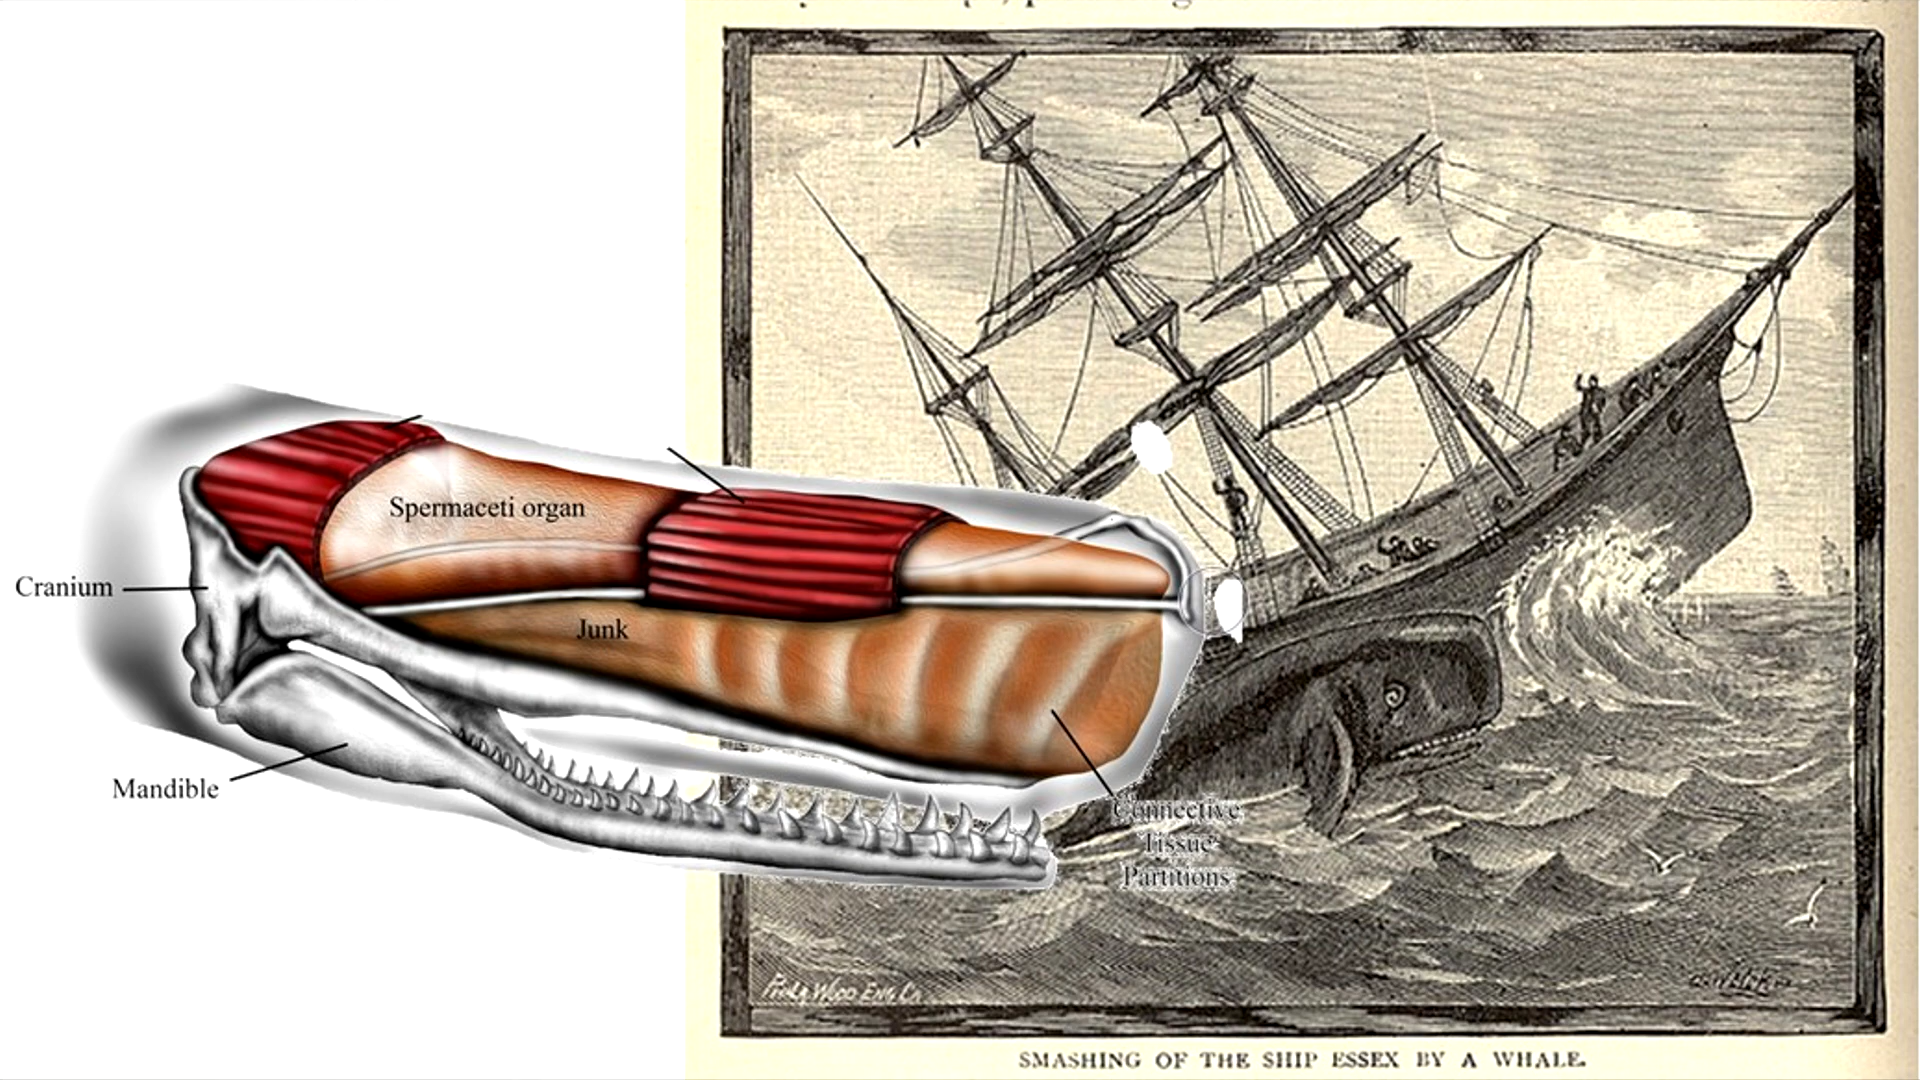 Spermaceti organ
Cranium
Junk
Mandible
Connective
Tissue
Partitions
SMASHING OF THE SHIP ESSEX BY A WHALE.